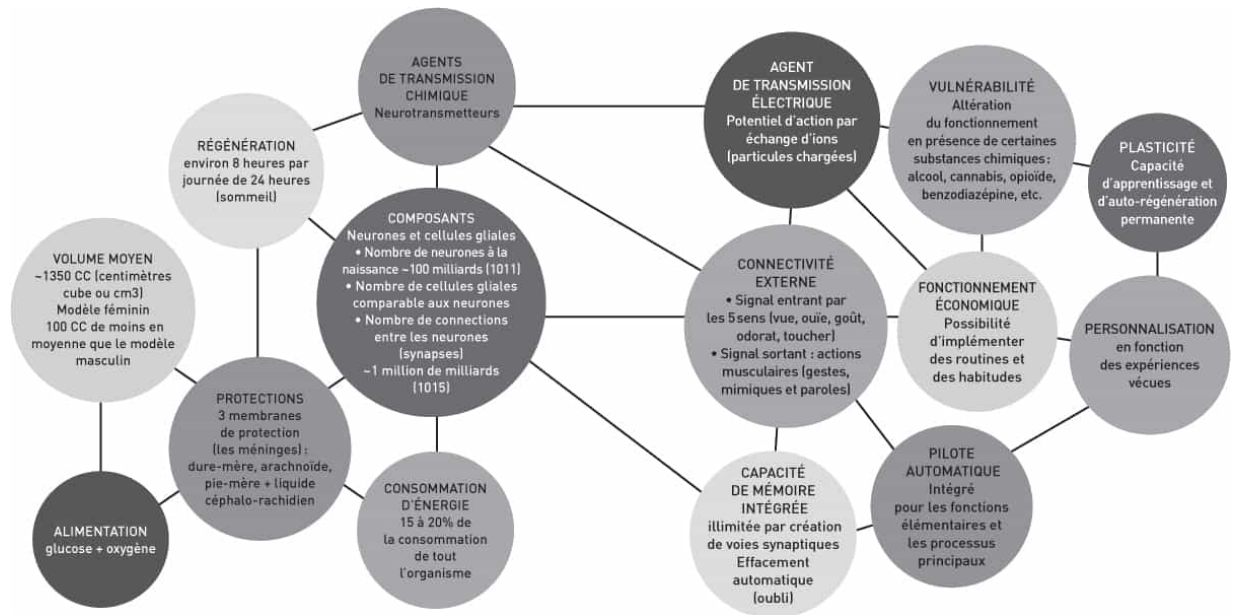 AGENTS
DE TRANSMISSION
CHIMIQUE
Neurotransmetteurs
AGENT
DE TRANSMISSION
ÉLECTRIQUE
Potentiel d'action par
échange d'ions
(particules chargées)
VULNÉRABILITÉ
Altération
du fonctionnement
en présence de certaines
substances chimiques :
alcool, cannabis, opioïde,
benzodiazépine, etc.
PLASTICITÉ
Capacité
d'apprentissage et
d'auto-régénération
permanente
RÉGÉNÉRATION
environ 8 heures par
journée de 24 heures
(sommeil)
COMPOSANTS
Neurones et cellules gliales
• Nombre de neurones à la
naissance ~100 milliards (1011)
• Nombre de cellules gliales
comparable aux neurones
• Nombre de connections
entre les neurones
(synapses)
~1 million de milliards
(1015)
VOLUME MOYEN
~1350 CC (centimètres
cube ou cm3)
Modèle féminin
100 CC de moins en
moyenne que le modèle
masculin
CONNECTIVITÉ
EXTERNE
• Signal entrant par
les 5 sens (vue, ouïe, goût,
odorat, toucher)
• Signal sortant : actions
musculaires (gestes,
mimiques et paroles)
FONCTIONNEMENT
ÉCONOMIQUE
Possibilité
d'implémenter
des routines et
des habitudes
PERSONNALISATION
en fonction
des expériences
vécues
PROTECTIONS
3 membranes
de protection
(les méninges) :
dure-mère, arachnoïde,
pie-mère + liquide
céphalo-rachidien
ALIMENTATION
glucose + oxygène
CONSOMMATION
D'ÉNERGIE
15 à 20% de
la consommation
de tout
l'organisme
CAPACITÉ
DE MÉMOIRE
INTÉGRÉE
illimitée par création
de voies synaptiques
Effacement
automatique
(oubli)
PILOTE
AUTOMATIQUE
Intégré
pour les fonctions
élémentaires et
les processus
principaux